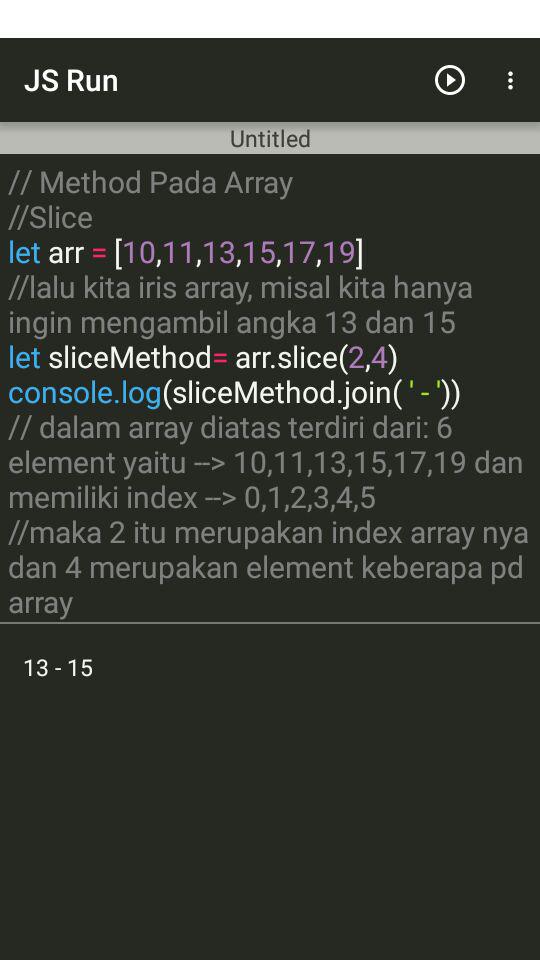 JS Run
Untitled
// Method Pada Array
//Slice
let arr = [10,11,13,15,17,19]
//lalu kita iris array, misal kita hanya
ingin mengambil angka 13 dan 15
let sliceMethod= arr.slice(2,4)
console.log(sliceMethod.join( ' - '))
// dalam array diatas terdiri dari: 6
element yaitu --> 10,11,13,15,17,19 dan
memiliki index --> 0,1,2,3,4,5
//maka 2 itu merupakan index array nya
dan 4 merupakan element keberapa pd
array
13 - 15